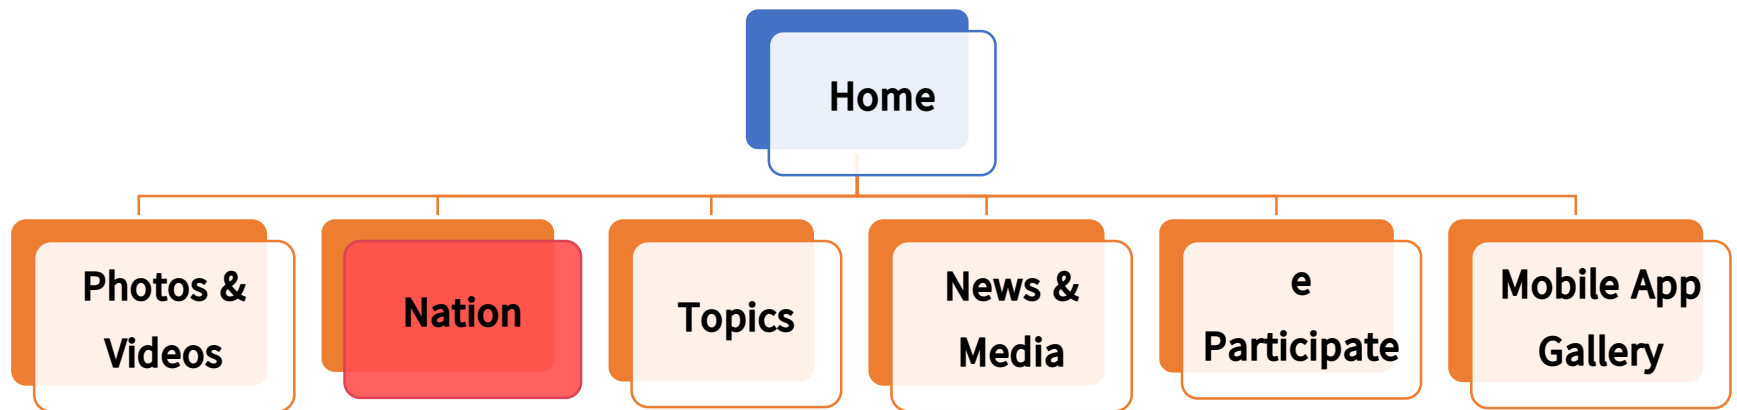 Home
Photos &
Videos
Nation
Topics
News &
Media
e
Participate
Mobile App
Gallery